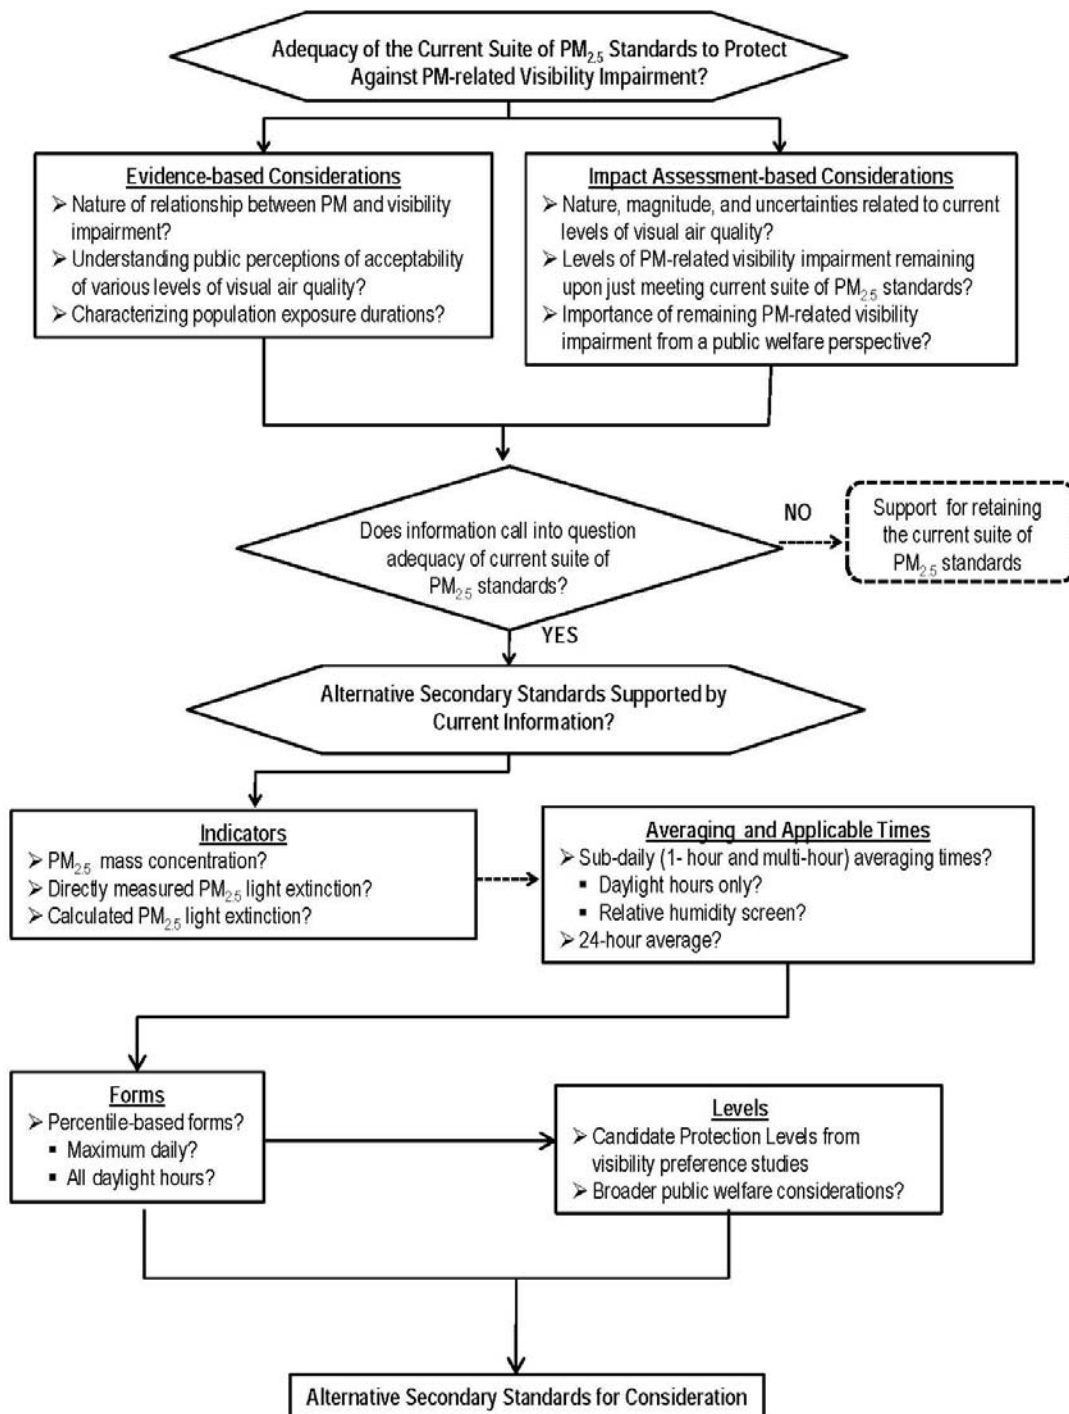 Adequacy of the Current Suite of PM2.5 Standards to Protect
Against PM-related Visibility Impairment?
Evidence-based Considerations
➢ Nature of relationship between PM and visibility
impairment?
➢ Understanding public perceptions of acceptability
of various levels of visual air quality?
➢ Characterizing population exposure durations?
Impact Assessment-based Considerations
➢ Nature, magnitude, and uncertainties related to current
levels of visual air quality?
➢ Levels of PM-related visibility impairment remaining
upon just meeting current suite of PM2.5 standards?
➢ Importance of remaining PM-related visibility
impairment from a public welfare perspective?
Does information call into question
adequacy of current suite of
PM2.5 standards?
NO
Support for retaining
the current suite of
PM2.5 standards
YES
Alternative Secondary Standards Supported by
Current Information?
Indicators
➢ PM2.5 mass concentration?
➢ Directly measured PM2.5 light extinction?
➢ Calculated PM2.5 light extinction?
Averaging and Applicable Times
➢ Sub-daily (1- hour and multi-hour) averaging times?
▪ Daylight hours only?
▪ Relative humidity screen?
➢ 24-hour average?
Forms
➢ Percentile-based forms?
▪ Maximum daily?
▪ All daylight hours?
Levels
➢ Candidate Protection Levels from
visibility preference studies
➢ Broader public welfare considerations?
Alternative Secondary Standards for Consideration